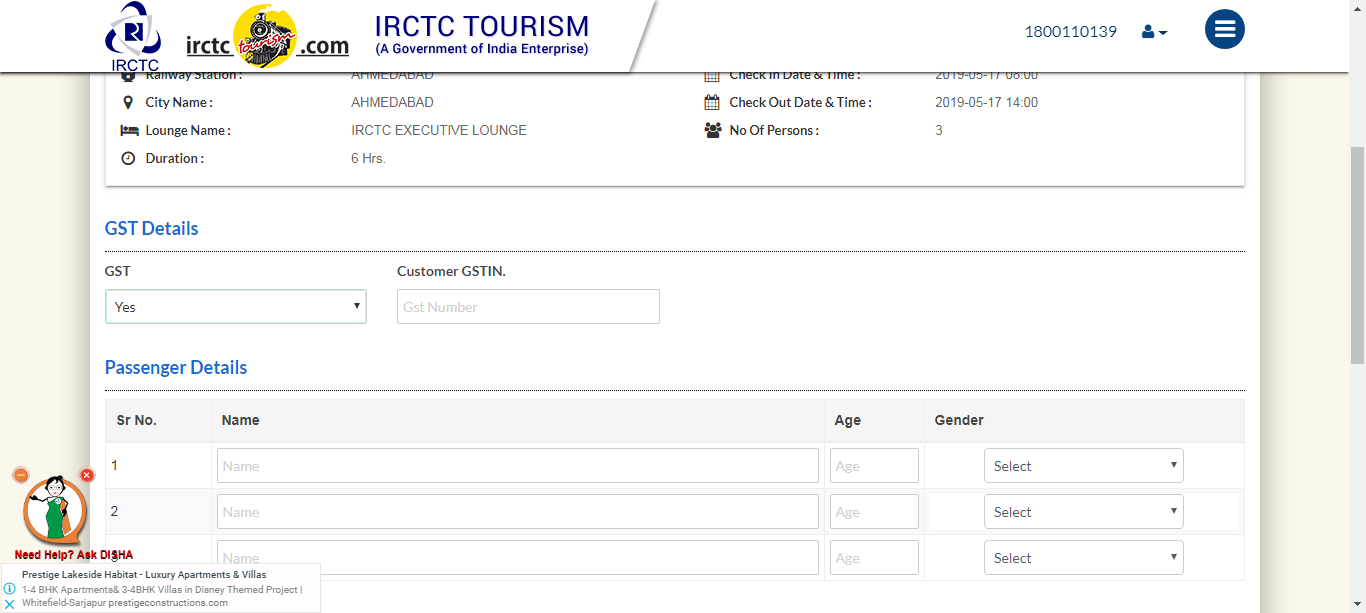 IRCTC
irctc tourism .com
IRCTC TOURISM
(A Government of India Enterprise)
1800110139
Railway Station : AHMEDABAD Check In Date & Time : 2019-05-17 08:00
City Name : AHMEDABAD Check Out Date & Time : 2019-05-17 14:00
Lounge Name : IRCTC EXECUTIVE LOUNGE No Of Persons : 3
Duration : 6 Hrs.
GST Details
GST Customer GSTIN.
Yes Gst Number
Passenger Details
Sr No. Name Age Gender
1 Name Age Select
2 Name Age Select
Name Age Select
Need Help? Ask DISHA
Prestige Lakeside Habitat - Luxury Apartments & Villas
1-4 BHK Apartments& 3-4BHK Villas in Disney Themed Project |
Whitefield-Sarjapur prestigeconstructions.com